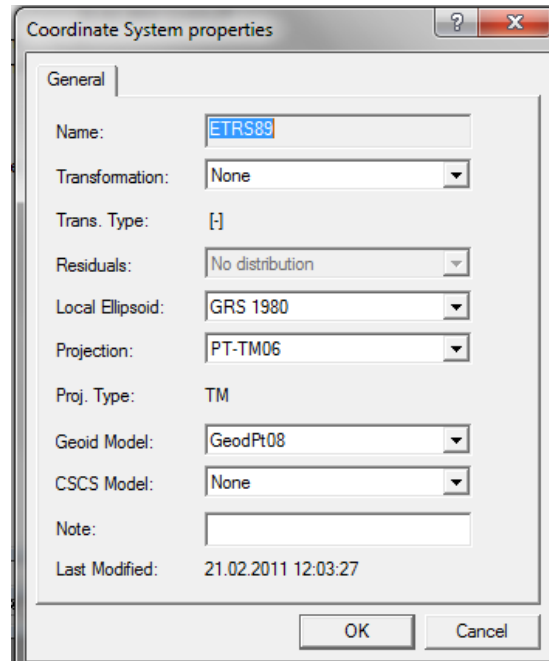 Coordinate System properties
General
Name: ETRS89
Transformation: None
Trans. Type: [-]
Residuals: No distribution
Local Ellipsoid: GRS 1980
Projection: PT-TM06
Proj. Type: TM
Geoid Model: GeodPt08
CSCS Model: None
Note:
Last Modified: 21.02.2011 12:03:27
OK Cancel